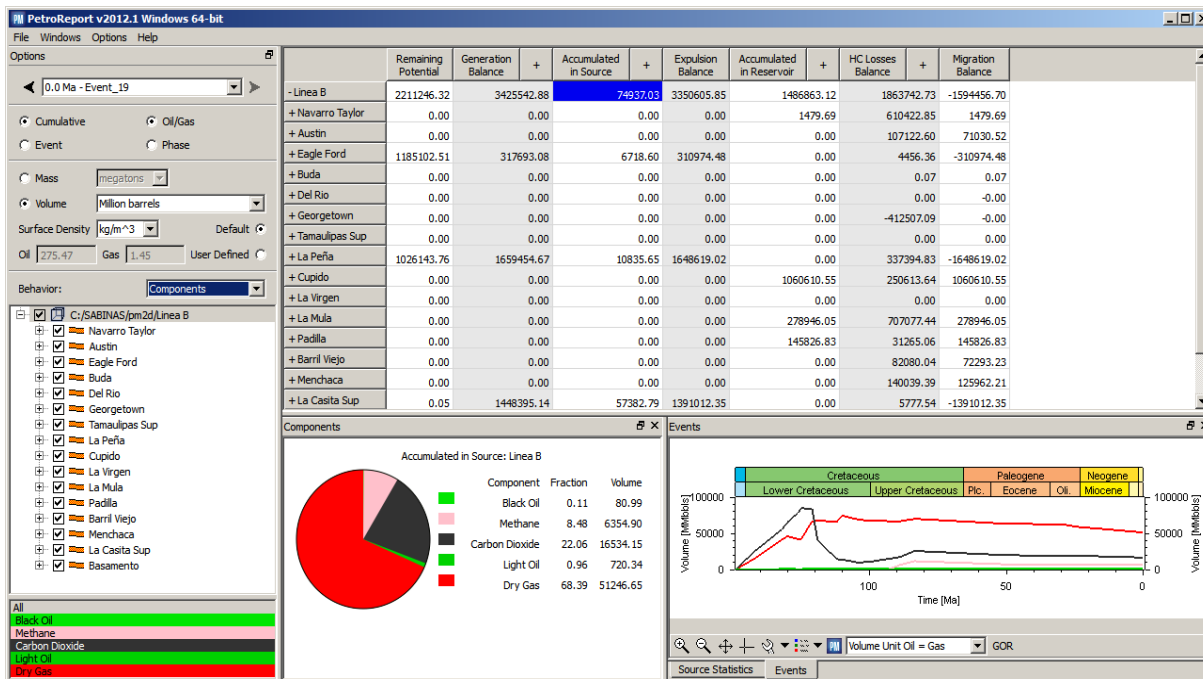 PetroReport v2012.1 Windows 64-bit
File Windows Options Help
Options
0.0 Ma - Event_19
Cumulative Oil/Gas
Event Phase
Mass megatons
Volume Million barrels
Surface Density kg/m^3 Default
Oil 275.47 Gas 1.45 User Defined
Behavior: Components
C:/SABINAS/pm2d/Linea B
Navarro Taylor
Austin
Eagle Ford
Buda
Del Rio
Georgetown
Tamaulipas Sup
La Peña
Cupido
La Virgen
La Mula
Padilla
Barril Viejo
Menchaca
La Casita Sup
Basamento
All
Black Oil
Methane
Carbon Dioxide
Light Oil
Dry Gas
Remaining Potential Generation Balance + Accumulated in Source + Expulsion Balance Accumulated in Reservoir + HC Losses Balance + Migration Balance
- Linea B 2211246.32 3425542.88 74937.03 3350605.85 1486863.12 1863742.73 -1594456.70
+ Navarro Taylor 0.00 0.00 0.00 0.00 1479.69 610422.85 1479.69
+ Austin 0.00 0.00 0.00 0.00 0.00 107122.60 71030.52
+ Eagle Ford 1185102.51 317693.08 6718.60 310974.48 0.00 4456.36 -310974.48
+ Buda 0.00 0.00 0.00 0.00 0.00 0.07 0.07
+ Del Rio 0.00 0.00 0.00 0.00 0.00 0.00 -0.00
+ Georgetown 0.00 0.00 0.00 0.00 0.00 -412507.09 -0.00
+ Tamaulipas Sup 0.00 0.00 0.00 0.00 0.00 0.00 0.00
+ La Peña 1026143.76 1659454.67 10835.65 1648619.02 0.00 337394.83 -1648619.02
+ Cupido 0.00 0.00 0.00 0.00 1060610.55 250613.64 1060610.55
+ La Virgen 0.00 0.00 0.00 0.00 0.00 0.00 0.00
+ La Mula 0.00 0.00 0.00 0.00 278946.05 707077.44 278946.05
+ Padilla 0.00 0.00 0.00 0.00 145826.83 31265.06 145826.83
+ Barril Viejo 0.00 0.00 0.00 0.00 0.00 82080.04 72293.23
+ Menchaca 0.00 0.00 0.00 0.00 0.00 140039.39 125962.21
+ La Casita Sup 0.05 1448395.14 57382.79 1391012.35 0.00 5777.54 -1391012.35
Components
Accumulated in Source: Linea B
Component Fraction Volume
Black Oil 0.11 80.99
Methane 8.48 6354.90
Carbon Dioxide 22.06 16534.15
Light Oil 0.96 720.34
Dry Gas 68.39 51246.65
Events
Cretaceous Paleogene Neogene
Lower Cretaceous Upper Cretaceous Plc. Eocene Oli. Miocene
Volume [MMbbls]
100000
50000
0
100000
50000
0
Volume [MMbbls]
100 50 0
Time [Ma]
PM Volume Unit Oil = Gas GOR
Source Statistics Events